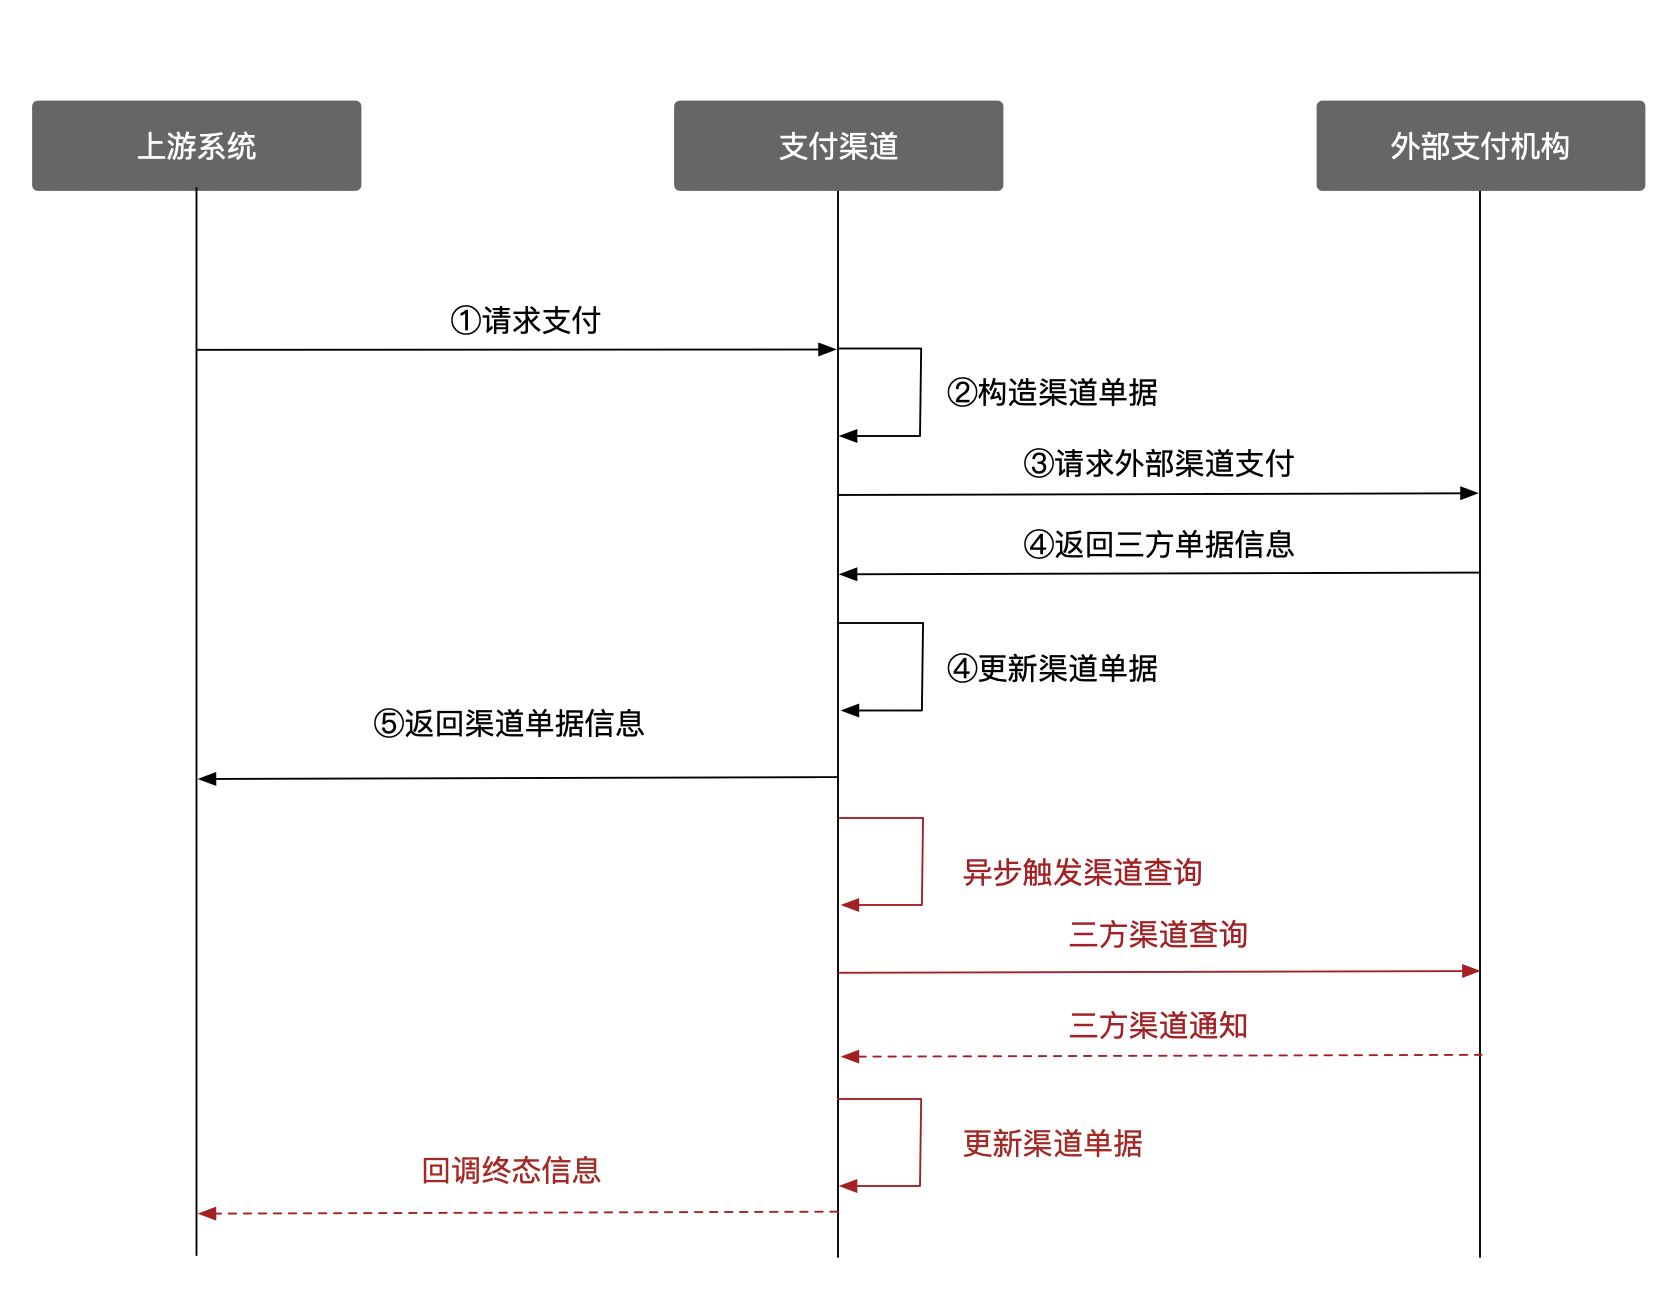 上游系统
支付渠道
外部支付机构
①请求支付
②构造渠道单据
③请求外部渠道支付
④返回三方单据信息
④更新渠道单据
⑤返回渠道单据信息
异步触发渠道查询
三方渠道查询
三方渠道通知
更新渠道单据
回调终态信息